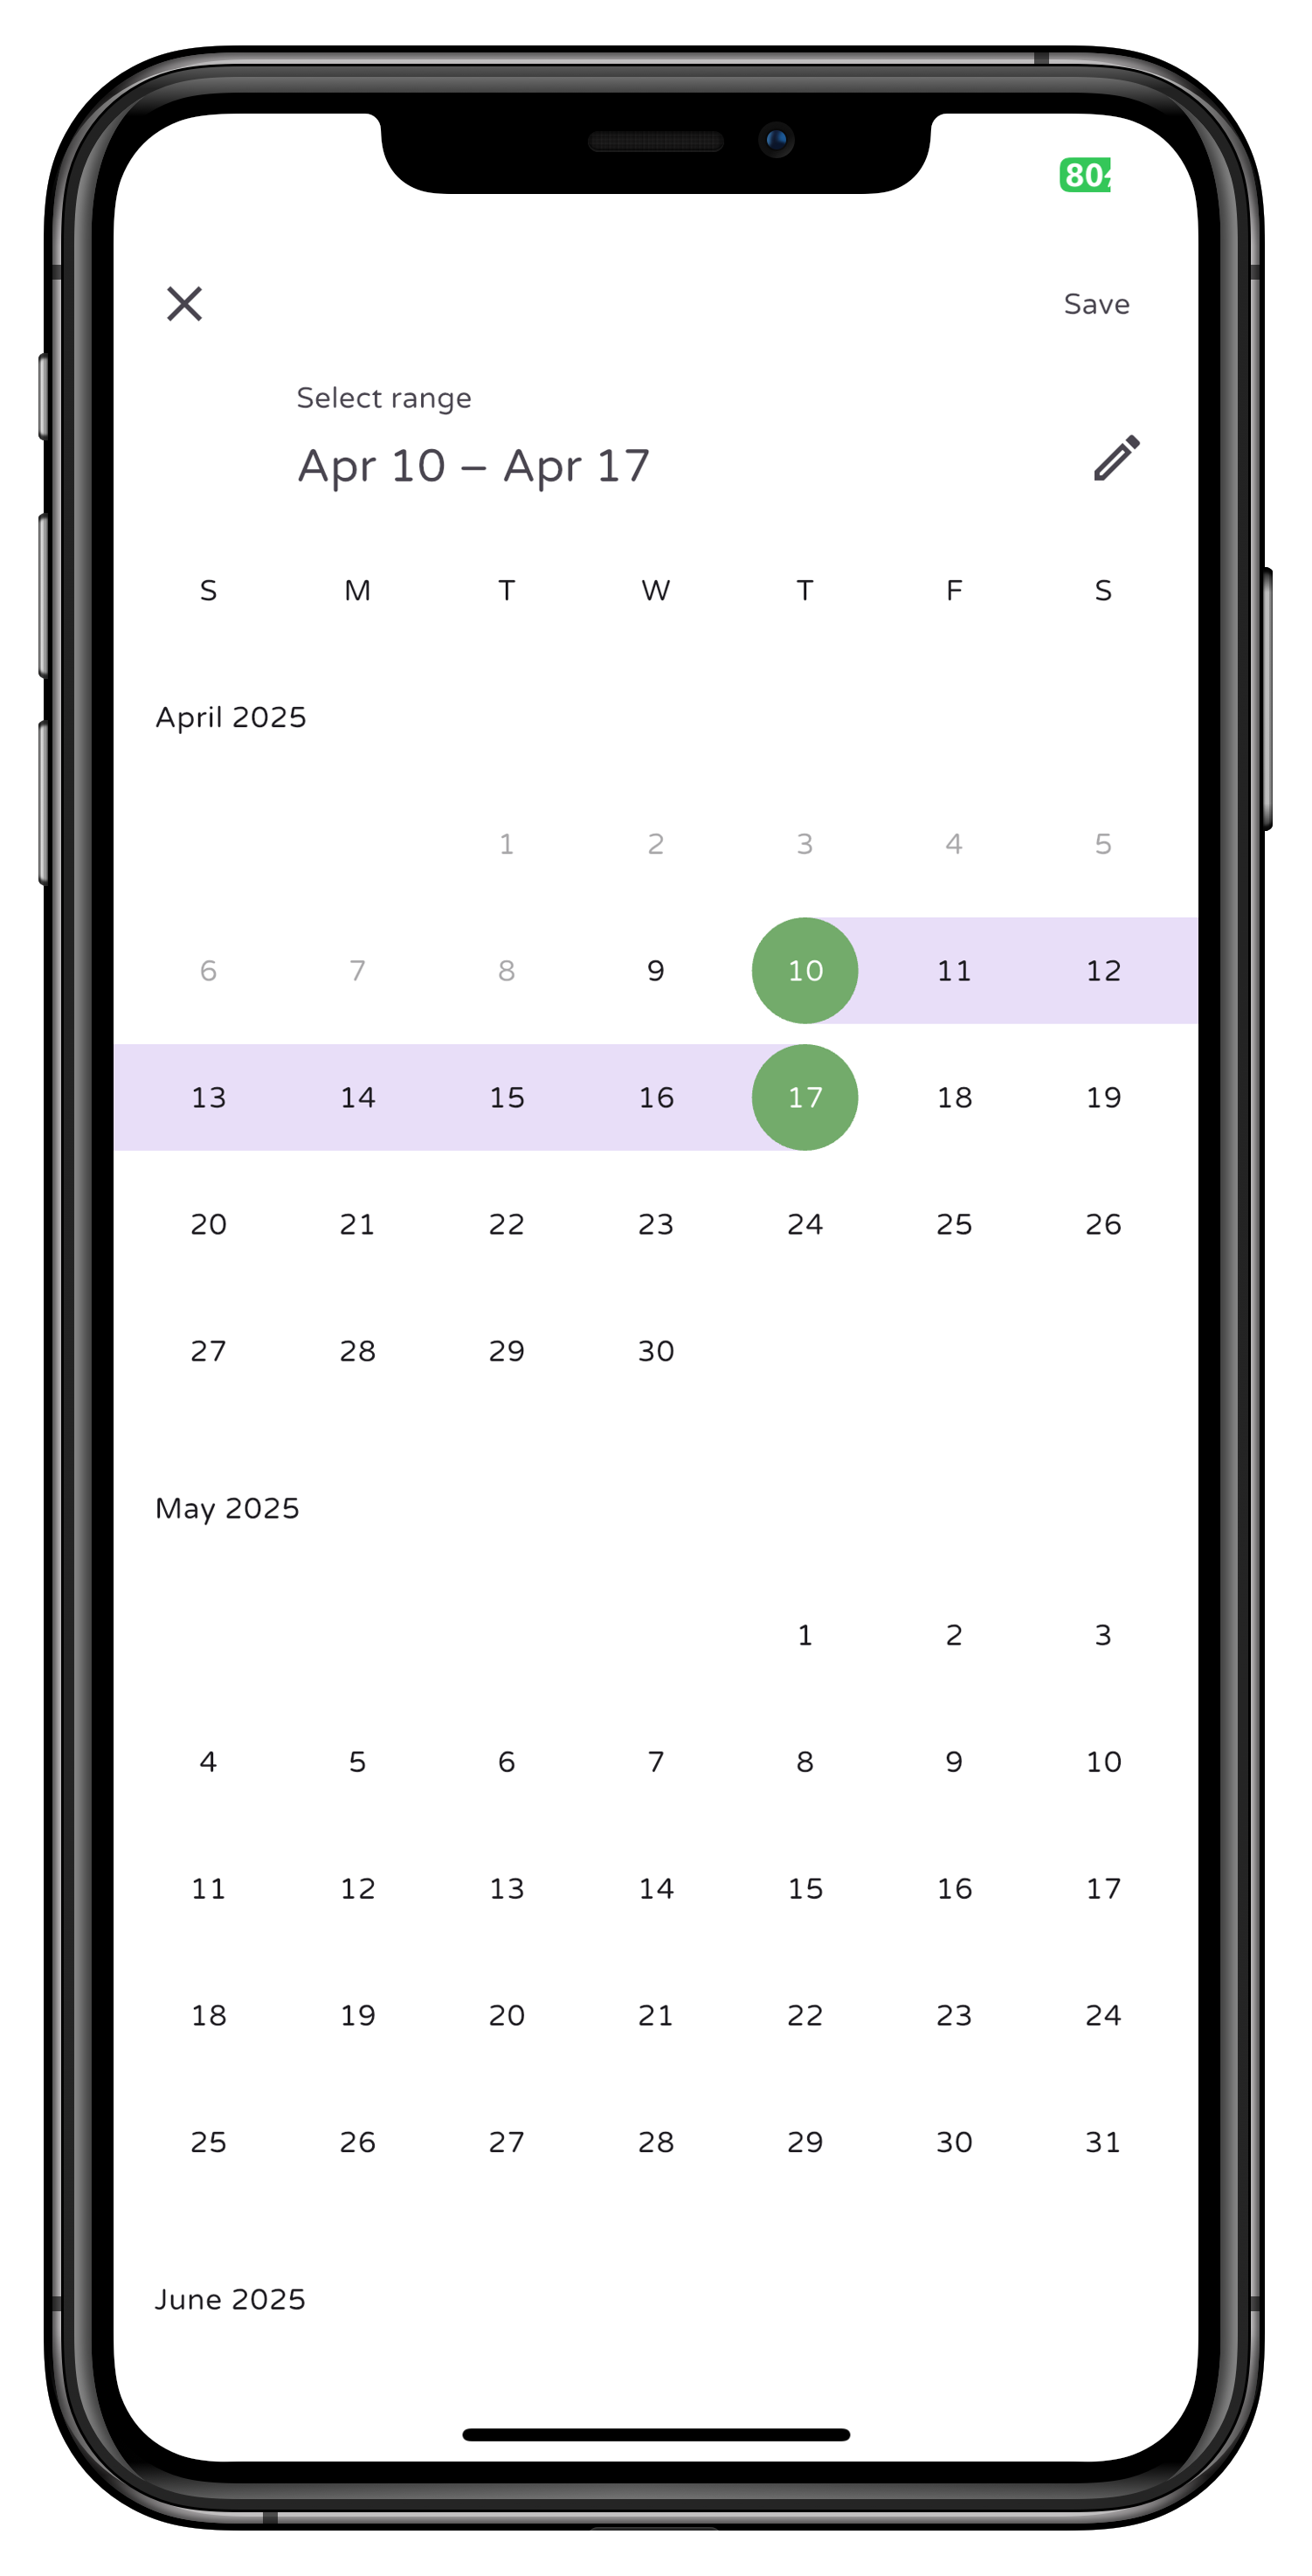 80
Save
Select range
Apr 10 – Apr 17
S M T W T F S
April 2025
1 2 3 4 5
6 7 8 9 10 11 12
13 14 15 16 17 18 19
20 21 22 23 24 25 26
27 28 29 30
May 2025
1 2 3
4 5 6 7 8 9 10
11 12 13 14 15 16 17
18 19 20 21 22 23 24
25 26 27 28 29 30 31
June 2025